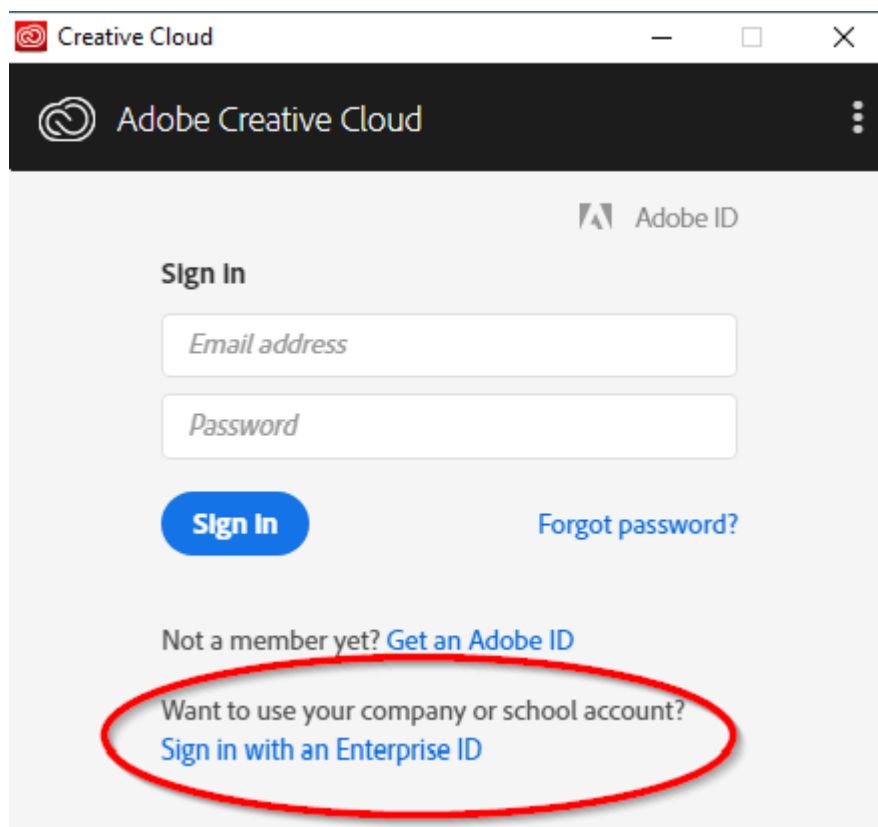 Creative Cloud
Adobe Creative Cloud
Adobe ID
Sign in
Email address
Password
Sign in
Forgot password?
Not a member yet? Get an Adobe ID
Want to use your company or school account?
Sign in with an Enterprise ID